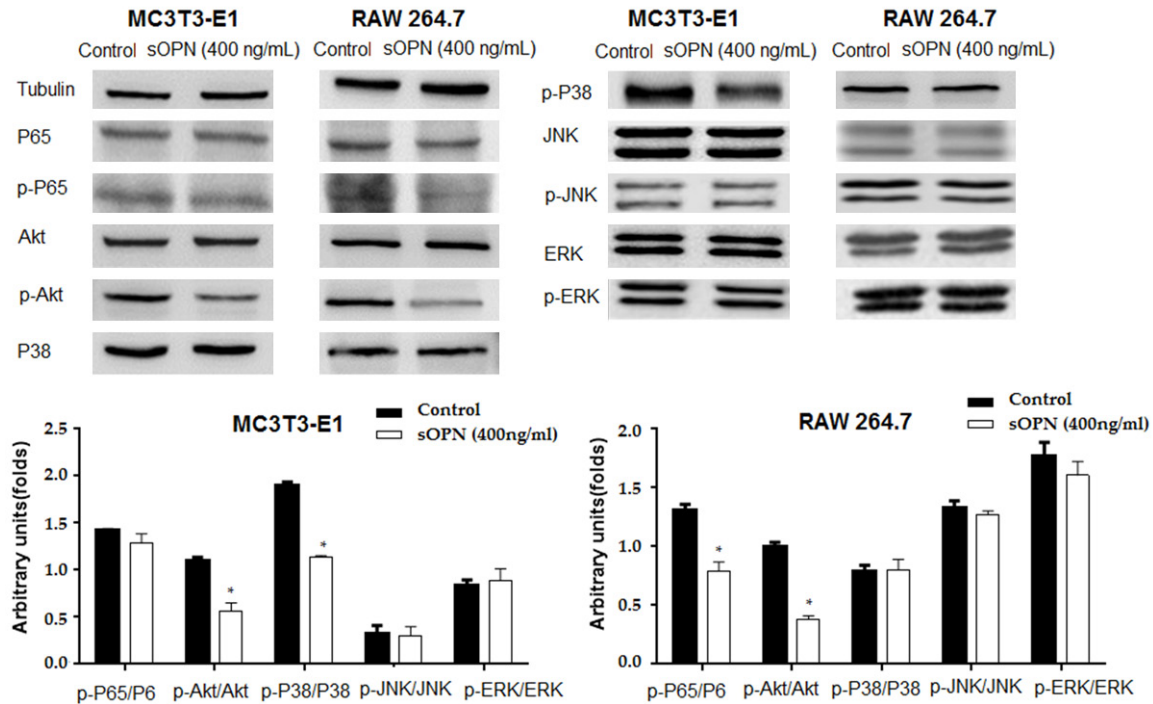 MC3T3-E1 RAW 264.7 MC3T3-E1 RAW 264.7
Control sOPN (400 ng/mL) Control sOPN (400 ng/mL) Control sOPN (400 ng/mL) Control sOPN (400 ng/mL)
Tubulin
P65
p-P65
Akt
p-Akt
P38
p-P38
JNK
p-JNK
ERK
p-ERK
MC3T3-E1
Control
sOPN (400ng/ml)
Arbitrary units(folds)
2.5
2.0
1.5
1.0
0.5
0.0
*
*
p-P65/P6 p-Akt/Akt p-P38/P38 p-JNK/JNK p-ERK/ERK
RAW 264.7
Control
sOPN (400ng/ml)
Arbitrary units(folds)
2.0
1.5
1.0
0.5
0.0
*
*
p-P65/P6 p-Akt/Akt p-P38/P38 p-JNK/JNK p-ERK/ERK